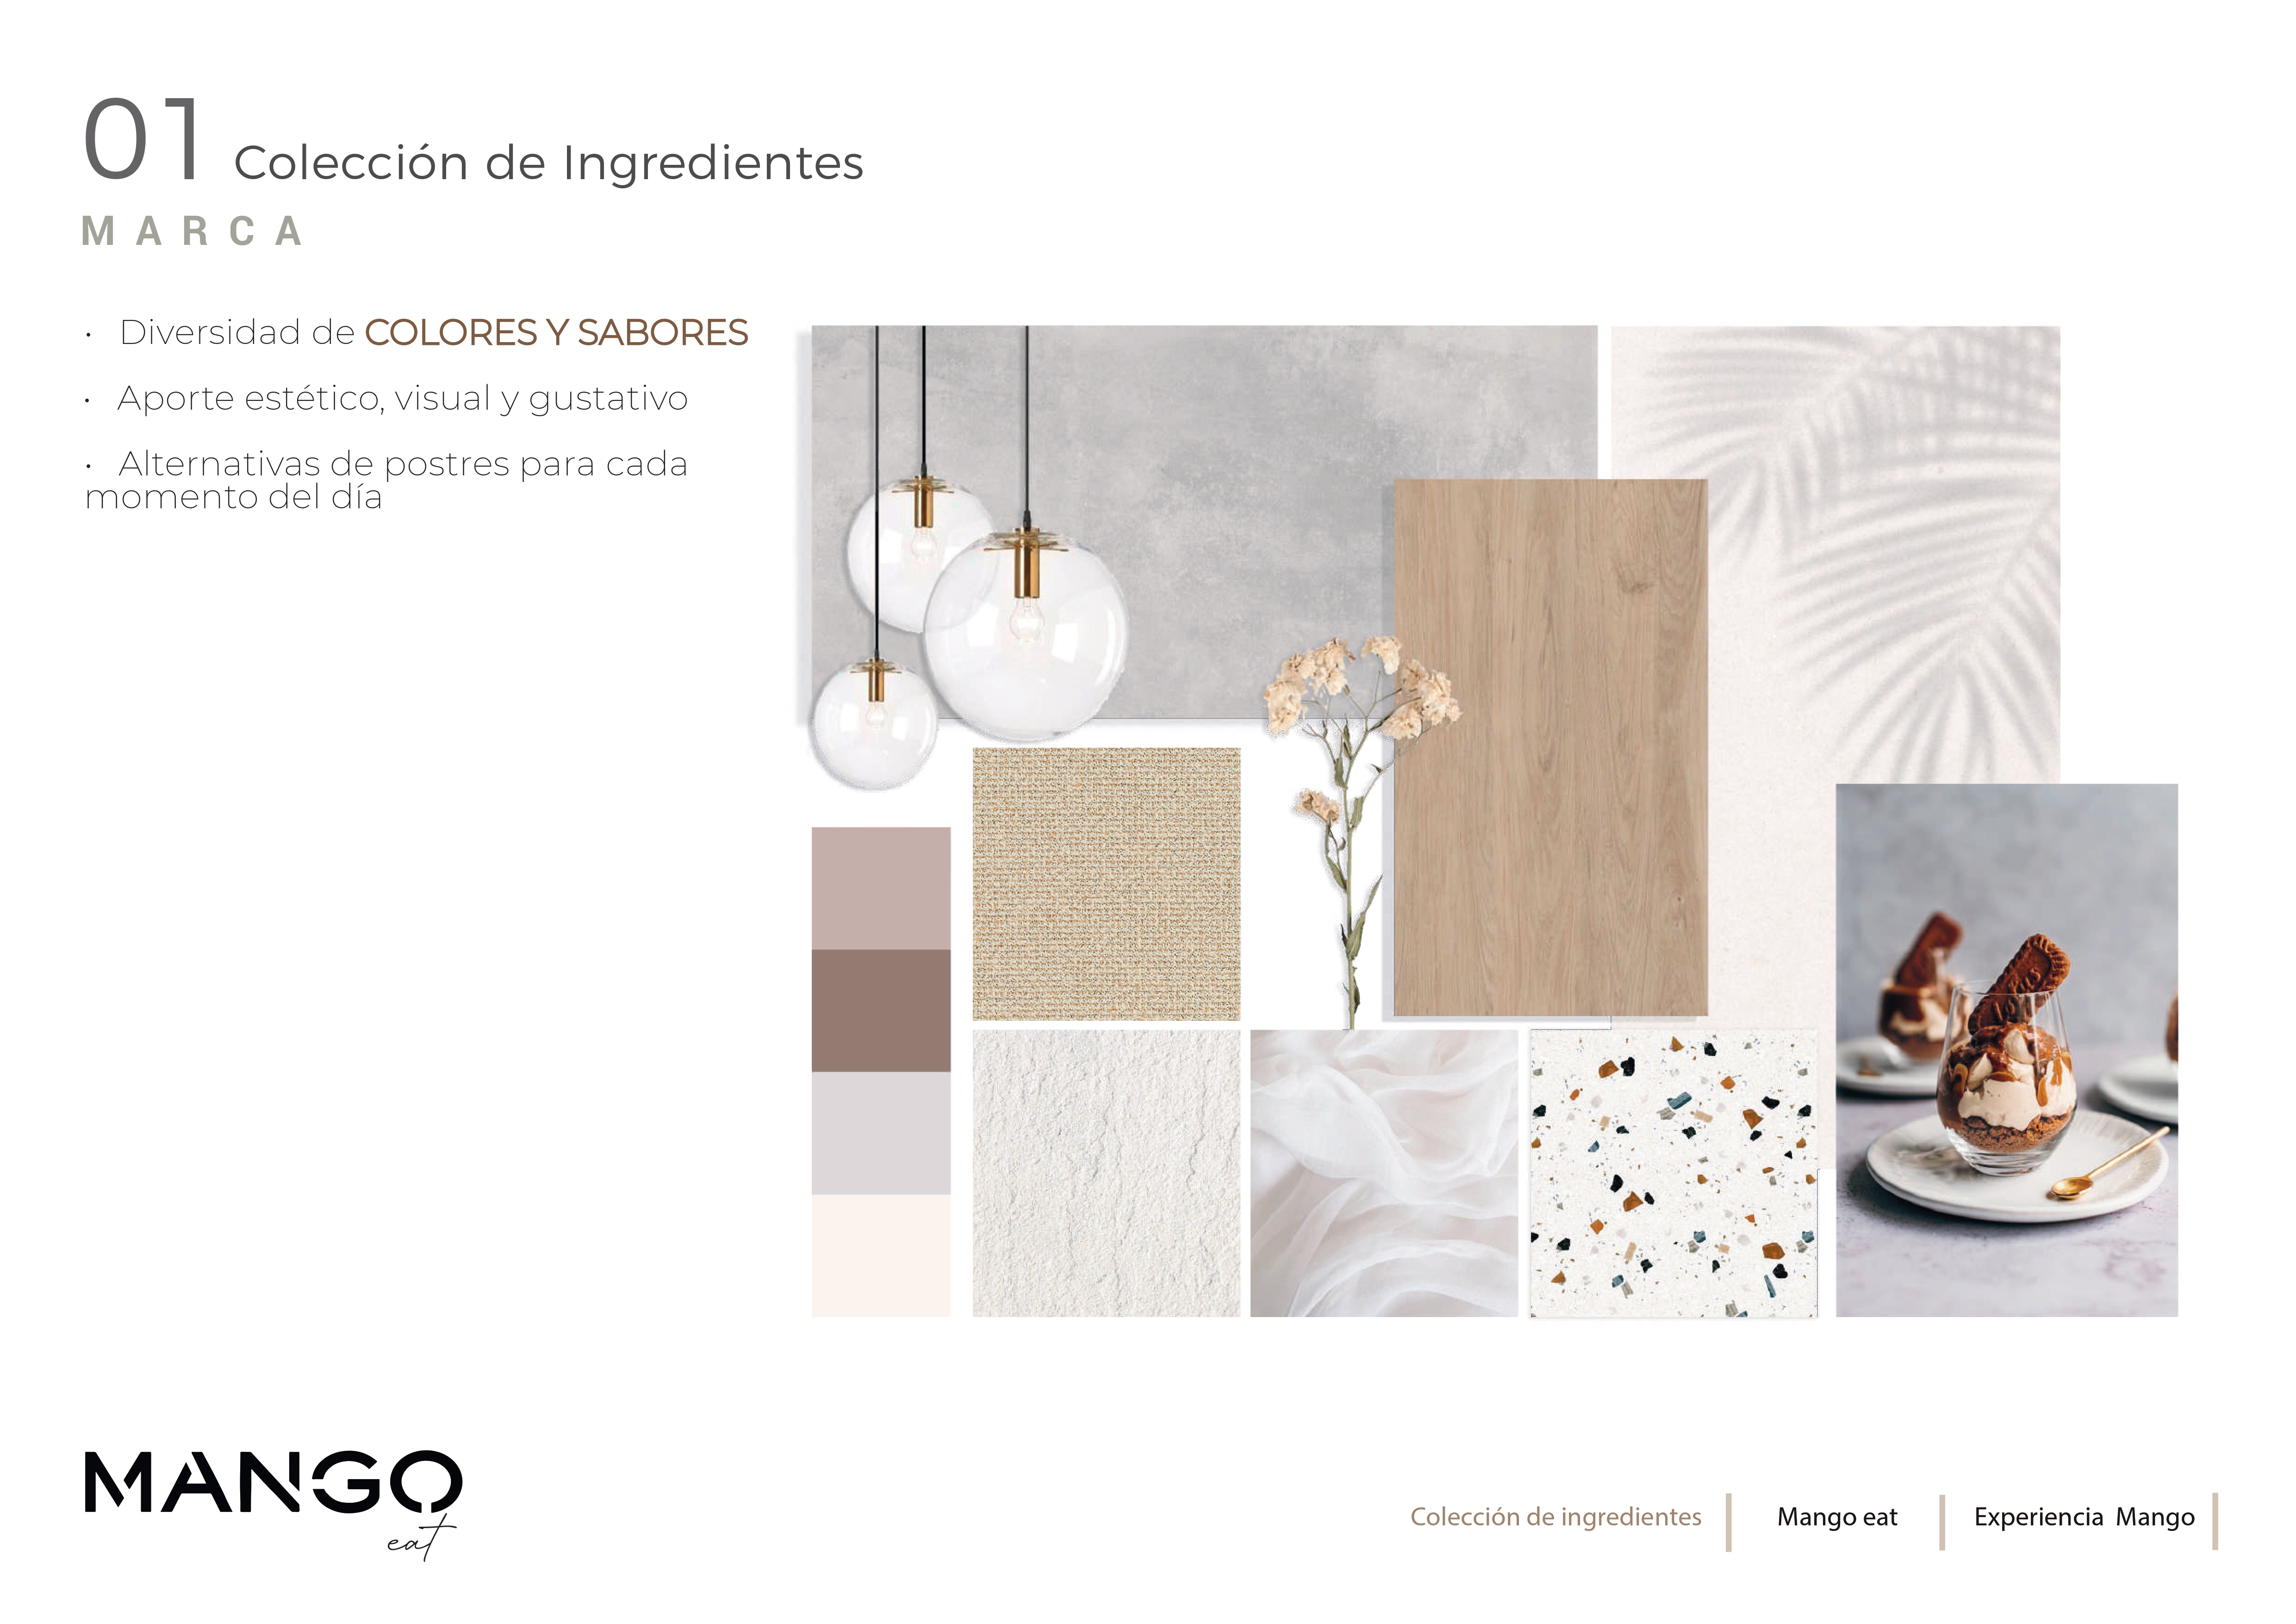 01 Colección de Ingredientes
MARCA
• Diversidad de COLORES Y SABORES
• Aporte estético, visual y gustativo
• Alternativas de postres para cada
momento del día
MANGO
eat
Colección de ingredientes | Mango eat | Experiencia Mango |